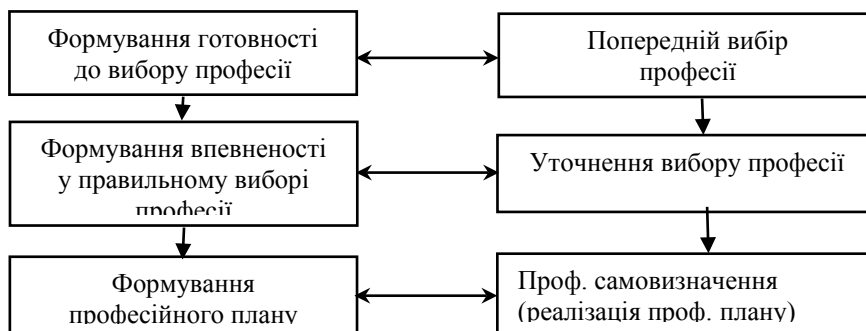 Формування готовності
до вибору професії
Попередній вибір
професії
Формування впевненості
у правильному виборі
професії
Уточнення вибору професії
Формування
професійного плану
Проф. самовизначення
(реалізація проф. плану)